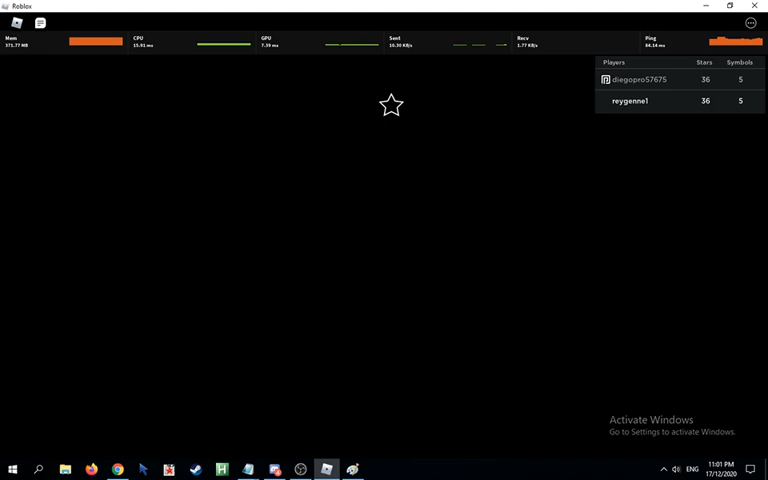 Roblox
Mem
371.77 MB
CPU
15.91 ms
GPU
7.39 ms
Sent
10.30 KB/s
Recv
1.77 KB/s
Ping
84.14 ms
Players Stars Symbols
diegopro57675 36 5
reygenne1 36 5
Activate Windows
Go to Settings to activate Windows.
ENG
11:01 PM
17/12/2020